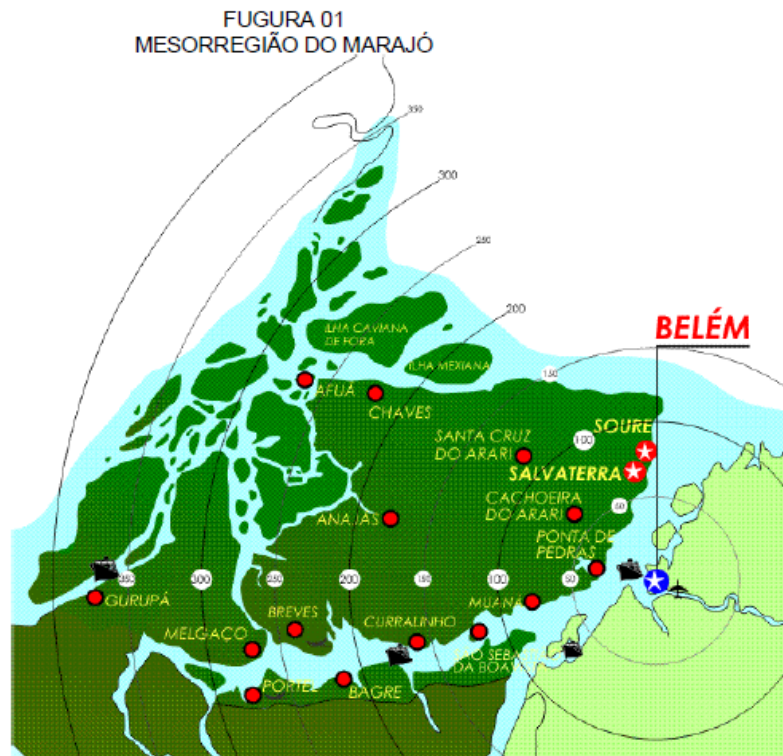 FUGURA 01
MESORREGIÃO DO MARAJÓ
350
300
250
200
BELÉM
ILHA CAVIANA
DE FORA
ILHA MEXIANA
150
AFUÁ
CHAVES
SOURE
100
SANTA CRUZ
DO ARARI
SALVATERRA
CACHOEIRA
DO ARARI
50
ANAJÁS
PONTA DE
PEDRAS
350
300
250
200
150
100
50
GURUPÁ
BREVES
MUANÁ
CURRALINHO
MELGAÇO
SÃO SEBAST
DA BOA
PORTEL
BAGRE